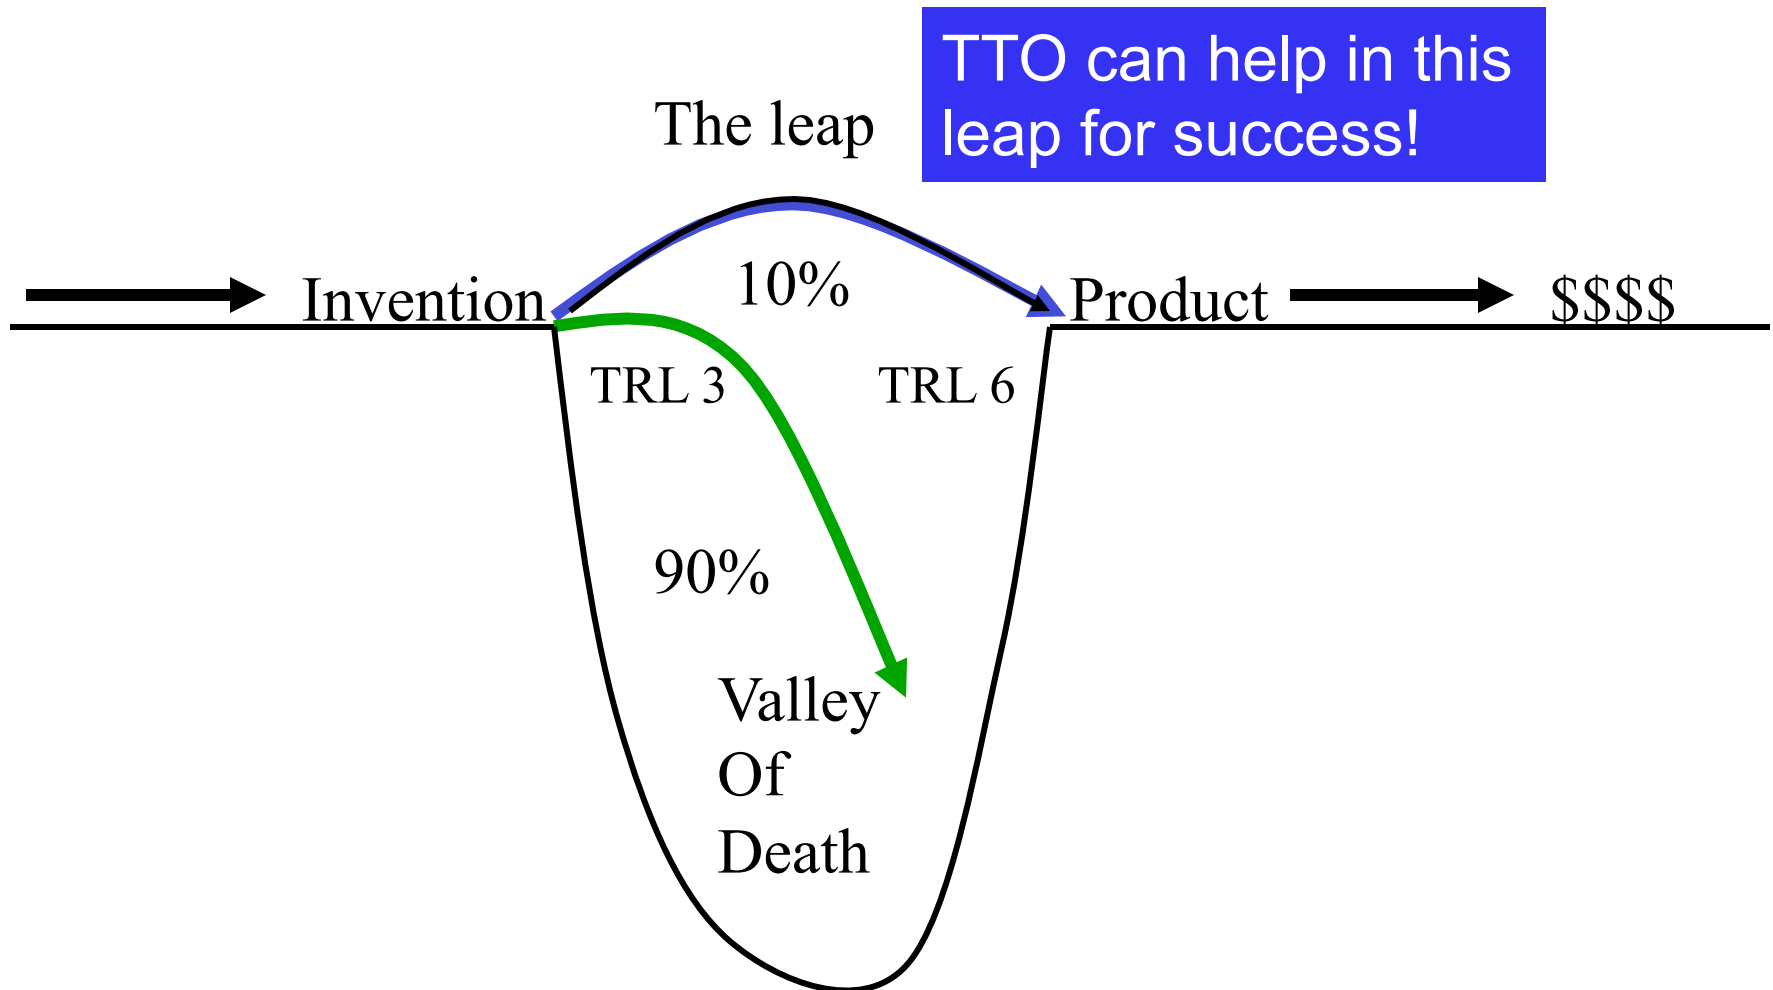 TTO can help in this
leap for success!
The leap
10%
Invention
Product
$$$$
TRL 3
TRL 6
90%
Valley
Of
Death